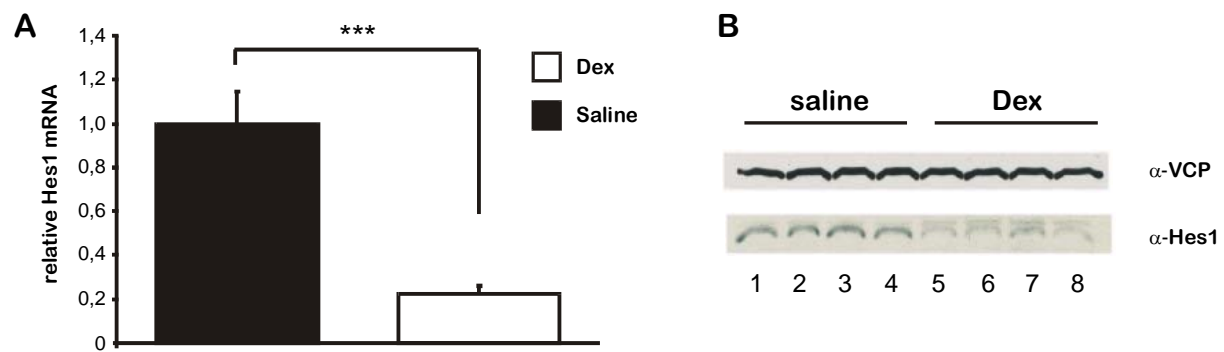 A
relative Hes1 mRNA
1,4
1,2
1,0
0,8
0,6
0,4
0,2
0
***
Dex
Saline
B
saline Dex
α-VCP
α-Hes1
1 2 3 4 5 6 7 8